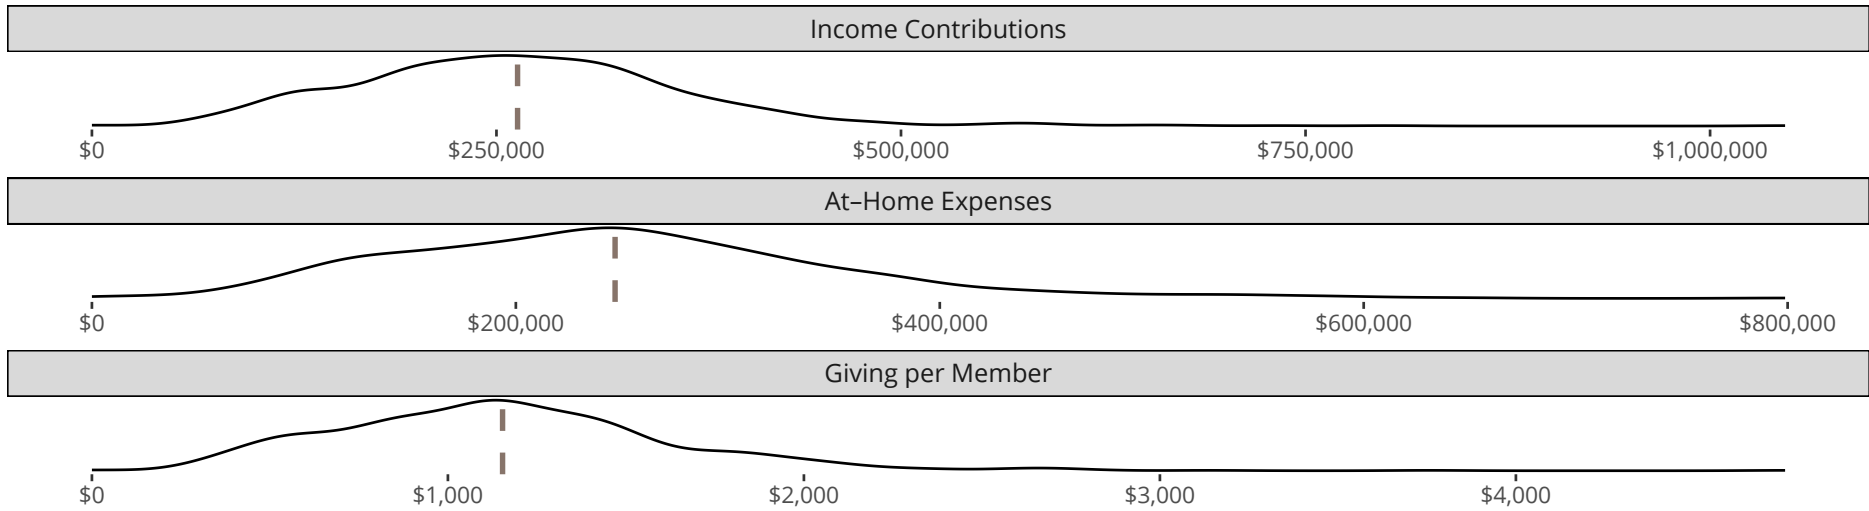 Income Contributions
$0 $250,000 $500,000 $750,000 $1,000,000
At–Home Expenses
$0 $200,000 $400,000 $600,000 $800,000
Giving per Member
$0 $1,000 $2,000 $3,000 $4,000